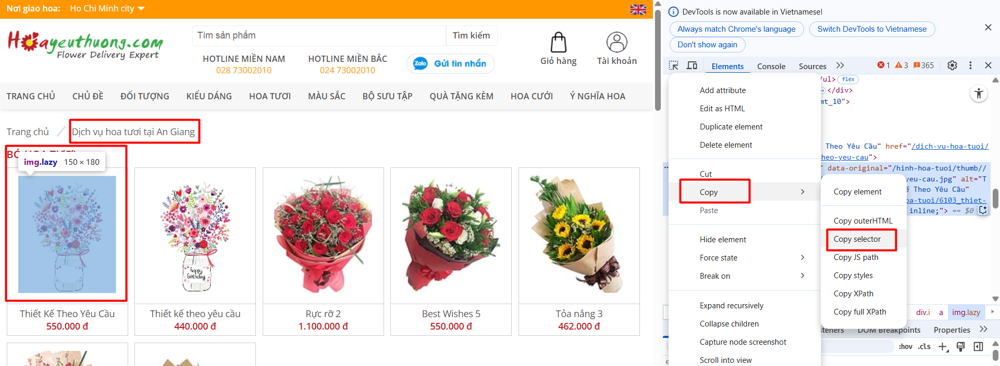 Nơi giao hoa: Ho Chi Minh city
Hoayeuthuong.com
Flower Delivery Expert
Tìm sản phẩm
Tìm kiếm
HOTLINE MIỀN NAM
028 73002010
HOTLINE MIỀN BẮC
024 73002010
Zalo Gửi tin nhắn
Giỏ hàng
Tài khoản
TRANG CHỦ CHỦ ĐỀ ĐỐI TƯỢNG KIỂU DÁNG HOA TƯƠI MÀU SẮC BỘ SƯU TẬP QUÀ TẶNG KÈM HOA CƯỚI Ý NGHĨA HOA
Trang chủ / Dịch vụ hoa tươi tại An Giang
img.lazy 150 × 180
happy birthday
Thiết Kế Theo Yêu Cầu
550.000 đ
Thiết kế theo yêu cầu
440.000 đ
Rực rỡ 2
1.100.000 đ
Best Wishes 5
550.000 đ
Tỏa nắng 3
462.000 đ
DevTools is now available in Vietnamese!
Always match Chrome's language
Switch DevTools to Vietnamese
Don't show again
Elements Console Sources
1 3 365
/ul> flex
</div>
mt_10">
Theo Yêu Cầu" href="/dich-vu-hoa-tuoi/
heo-yeu-cau">
" data-original="/hinh-hoa-tuoi/thumb//
yeu-cau.jpg" alt="T
ế Theo Yêu Cầu"
oa-tuoi/6103_thiet-
inline;"> == $0
Add attribute
Edit as HTML
Duplicate element
Delete element
Cut
Copy
Paste
Hide element
Force state
Break on
Expand recursively
Collapse children
Capture node screenshot
Scroll into view
Copy element
Copy outerHTML
Copy selector
Copy JS path
Copy styles
Copy XPath
Copy full XPath
div.i a img.lazy
steners DOM Breakpoints Properties
:hov .cls